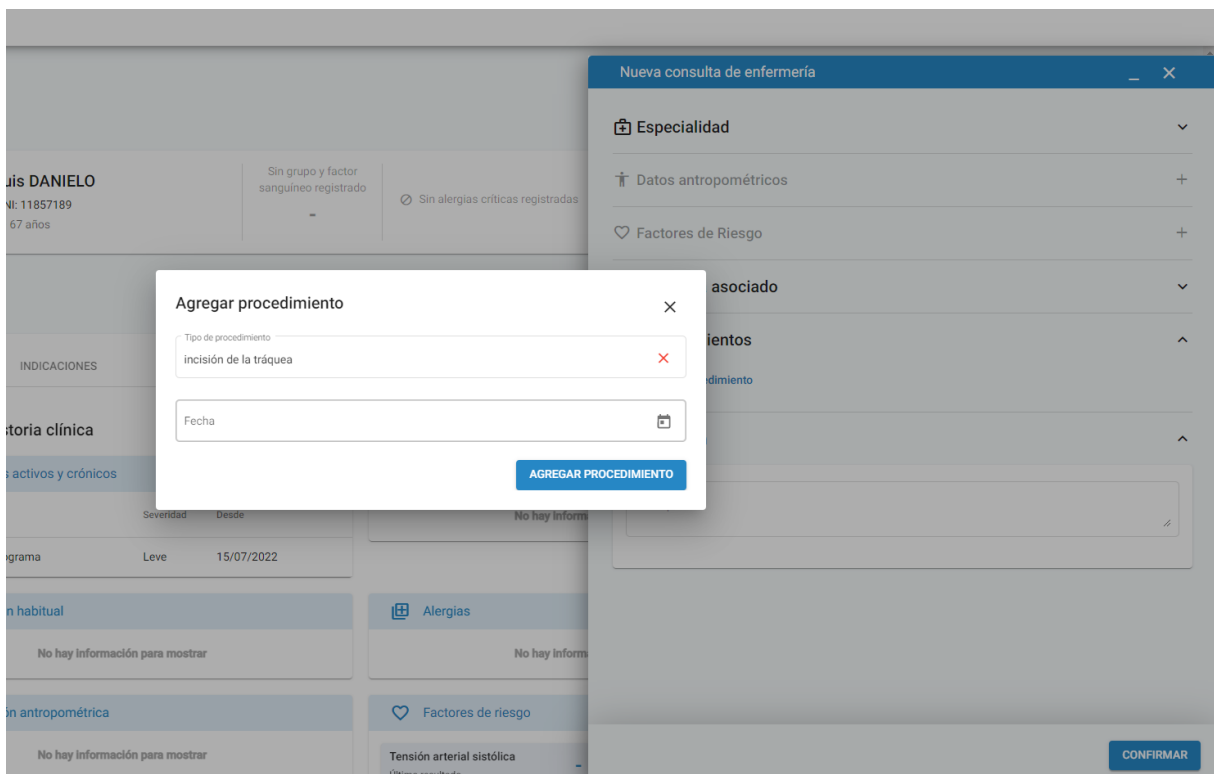 Nueva consulta de enfermería
Especialidad
Datos antropométricos
Factores de Riesgo
asociado
ientos
dimiento
uis DANIELO
NI: 11857189
67 años
Sin grupo y factor
sanguíneo registrado
-
Sin alergias críticas registradas
INDICACIONES
Agregar procedimiento
Tipo de procedimiento
incisión de la tráquea
Fecha
AGREGAR PROCEDIMIENTO
storia clínica
s activos y crónicos
Severidad Desde
ograma Leve 15/07/2022
No hay inform
n habitual
No hay información para mostrar
Alergias
No hay inform
ón antropométrica
No hay información para mostrar
Factores de riesgo
Tensión arterial sistólica
-
CONFIRMAR